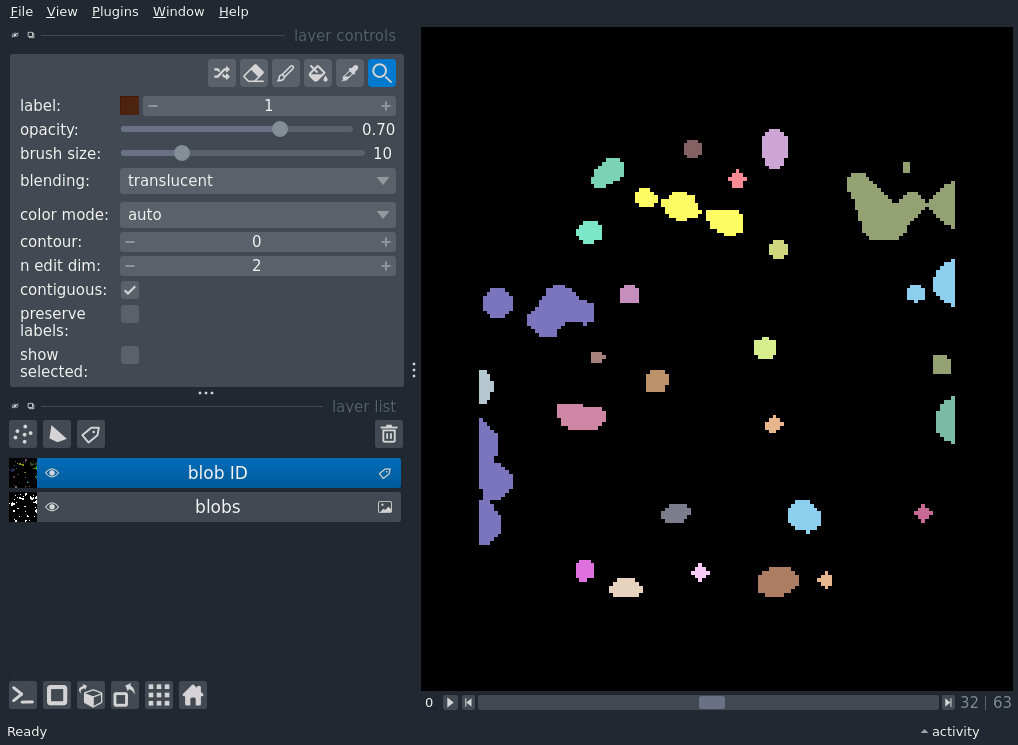 File View Plugins Window Help
layer controls
label: 1
opacity: 0.70
brush size: 10
blending: translucent
color mode: auto
contour: 0
n edit dim: 2
contiguous:
preserve
labels:
show
selected:
layer list
blob ID
blobs
0 32 | 63
Ready activity